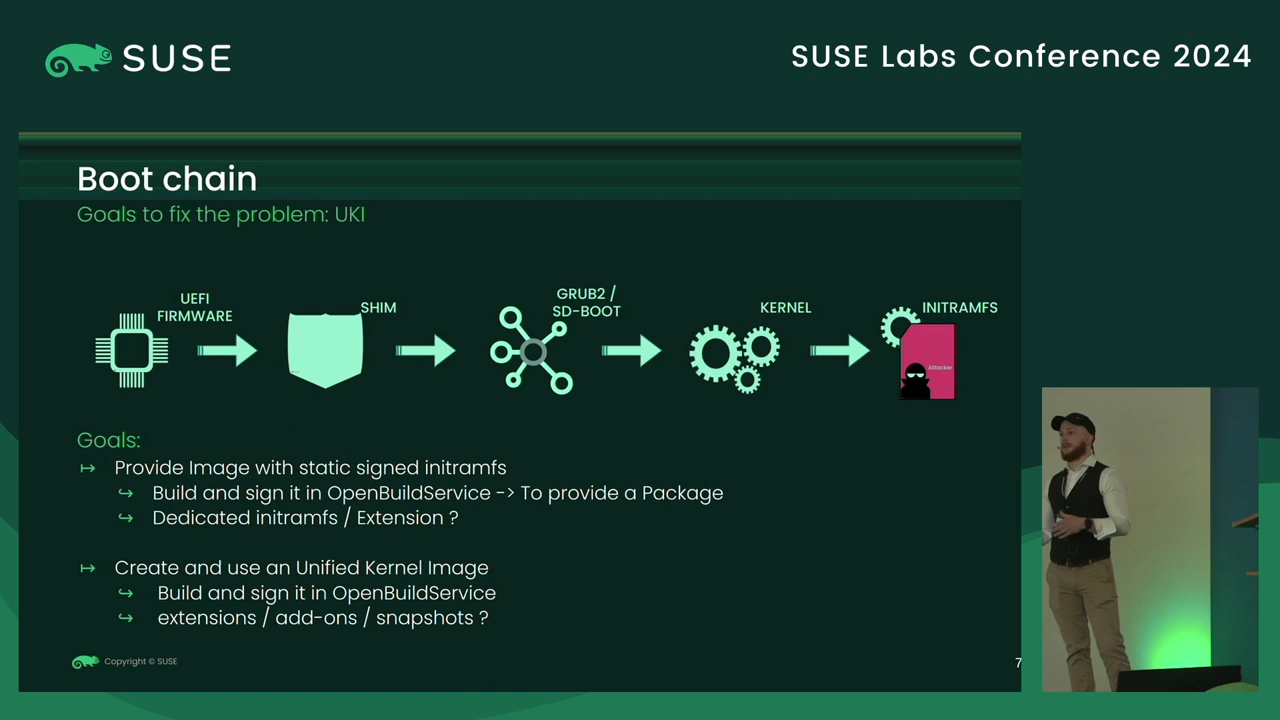 SUSE
SUSE Labs Conference 2024
Boot chain
Goals to fix the problem: UKI
UEFI
FIRMWARE
SHIM
GRUB2 /
SD-BOOT
KERNEL
INITRAMFS
Attacker
Goals:
↦ Provide Image with static signed initramfs
↪ Build and sign it in OpenBuildService -> To provide a Package
↪ Dedicated initramfs / Extension ?
↦ Create and use an Unified Kernel Image
↪ Build and sign it in OpenBuildService
↪ extensions / add-ons / snapshots ?
Copyright © SUSE
7